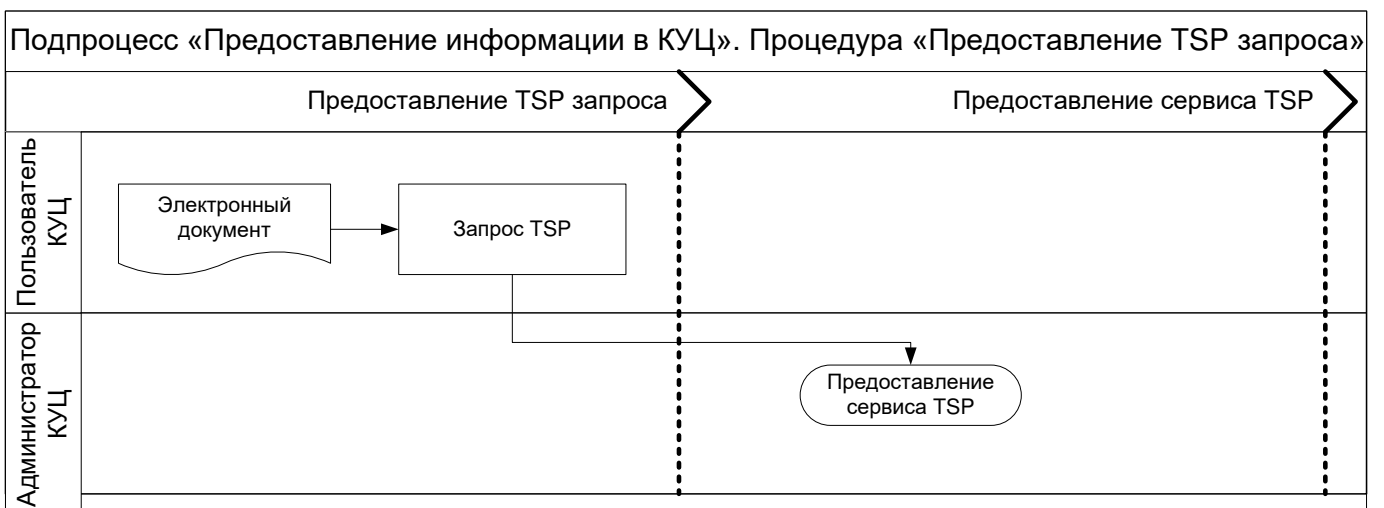 Подпроцесс «Предоставление информации в КУЦ». Процедура «Предоставление TSP запроса»
Предоставление TSP запроса
Предоставление сервиса TSP
Пользователь
КУЦ
Электронный
документ
Запрос TSP
Администратор
КУЦ
Предоставление
сервиса TSP